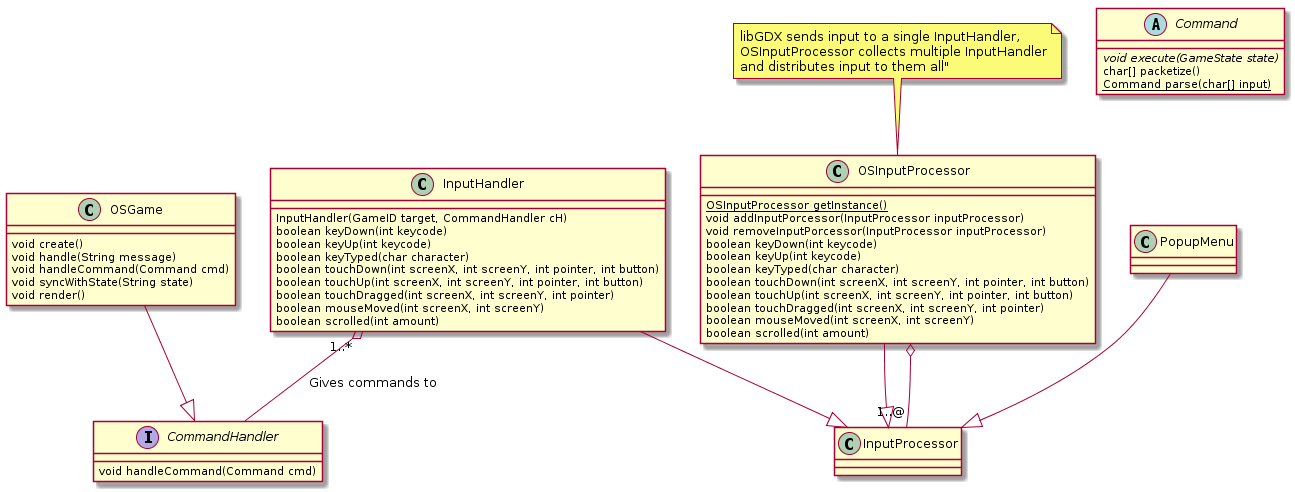 libGDX sends input to a single InputHandler,
OSInputProcessor collects multiple InputHandler
and distributes input to them all"
A
Command
void execute(GameState state)
char[] packetize()
Command parse(char[] input)
C
OSGame
void create()
void handle(String message)
void handleCommand(Command cmd)
void syncWithState(String state)
void render()
C
InputHandler
InputHandler(GameID target, CommandHandler cH)
boolean keyDown(int keycode)
boolean keyUp(int keycode)
boolean keyTyped(char character)
boolean touchDown(int screenX, int screenY, int pointer, int button)
boolean touchUp(int screenX, int screenY, int pointer, int button)
boolean touchDragged(int screenX, int screenY, int pointer)
boolean mouseMoved(int screenX, int screenY)
boolean scrolled(int amount)
C
OSInputProcessor
OSInputProcessor getInstance()
void addInputPorcessor(InputProcessor inputProcessor)
void removeInputPorcessor(InputProcessor inputProcessor)
boolean keyDown(int keycode)
boolean keyUp(int keycode)
boolean keyTyped(char character)
boolean touchDown(int screenX, int screenY, int pointer, int button)
boolean touchUp(int screenX, int screenY, int pointer, int button)
boolean touchDragged(int screenX, int screenY, int pointer)
boolean mouseMoved(int screenX, int screenY)
boolean scrolled(int amount)
C
PopupMenu
1..*
Gives commands to
1..@
I
CommandHandler
void handleCommand(Command cmd)
C
InputProcessor